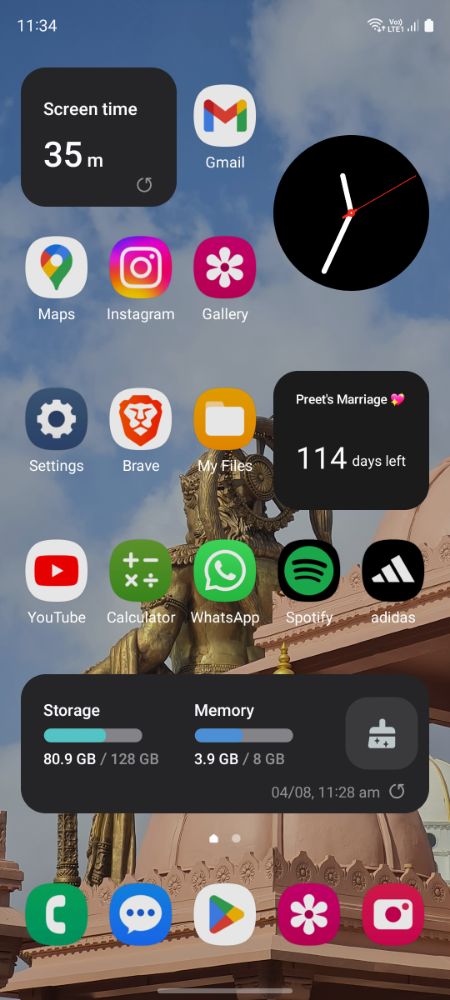 11:34
Vo))
LTE1
Screen time
35 m
Gmail
Maps
Instagram
Gallery
Settings
Brave
My Files
Preet's Marriage 💖
114 days left
YouTube
Calculator
WhatsApp
Spotify
adidas
Storage
Memory
80.9 GB / 128 GB
3.9 GB / 8 GB
04/08, 11:28 am